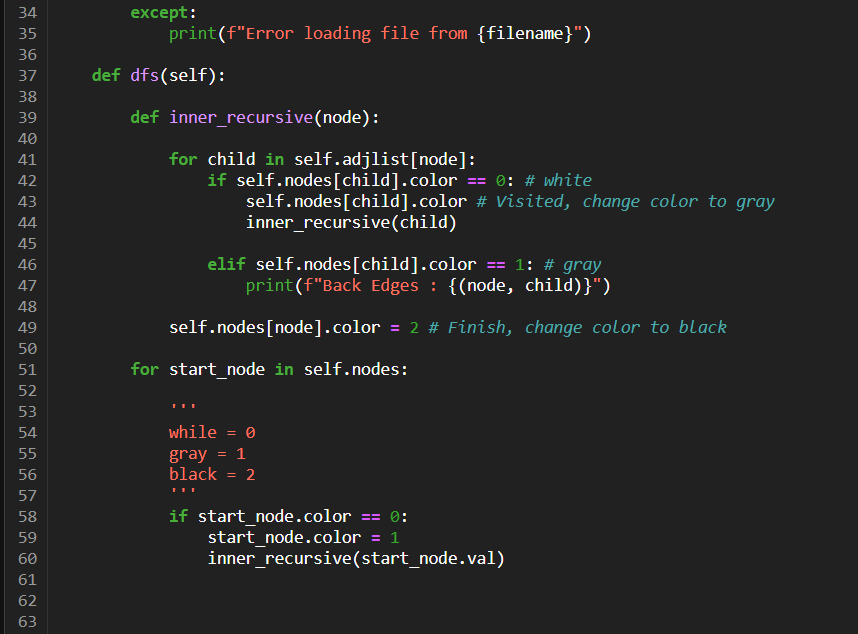 34 except:
35 print(f"Error loading file from {filename}")
36
37 def dfs(self):
38
39 def inner_recursive(node):
40
41 for child in self.adjlist[node]:
42 if self.nodes[child].color == 0: # white
43 self.nodes[child].color # Visited, change color to gray
44 inner_recursive(child)
45
46 elif self.nodes[child].color == 1: # gray
47 print(f"Back Edges : {(node, child)}")
48
49 self.nodes[node].color = 2 # Finish, change color to black
50
51 for start_node in self.nodes:
52
53 '''
54 while = 0
55 gray = 1
56 black = 2
57 '''
58 if start_node.color == 0:
59 start_node.color = 1
60 inner_recursive(start_node.val)
61
62
63